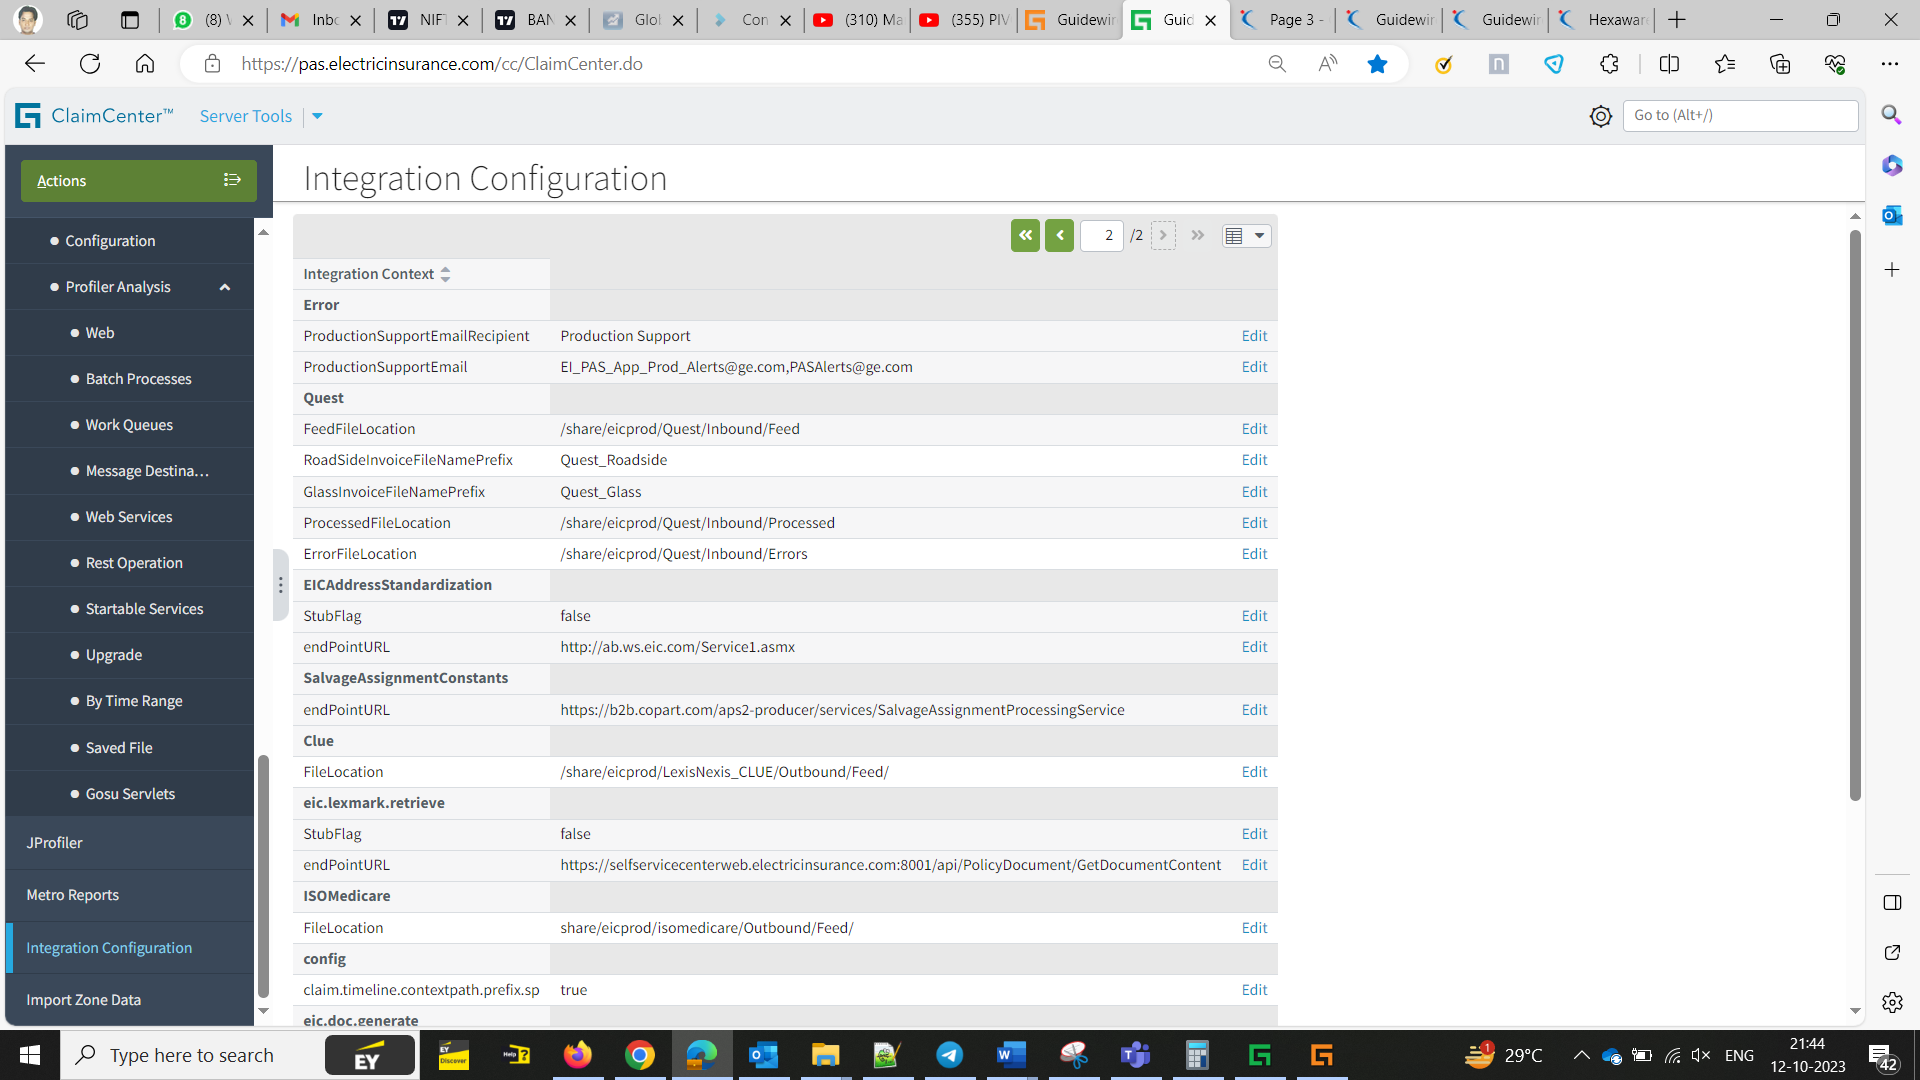 (8) W
Inbo
NIFT
BAN
Glob
Con
(310) Ma
(355) PIV
Guidewir
Guid
Page 3 -
Guidewir
Guidewir
Hexawar
https://pas.electricinsurance.com/cc/ClaimCenter.do
ClaimCenter™ Server Tools
Go to (Alt+/)
Actions
Configuration
Profiler Analysis
Web
Batch Processes
Work Queues
Message Destina...
Web Services
Rest Operation
Startable Services
Upgrade
By Time Range
Saved File
Gosu Servlets
JProfiler
Metro Reports
Integration Configuration
Import Zone Data
Integration Configuration
2 /2
Integration Context
Error
ProductionSupportEmailRecipient Production Support Edit
ProductionSupportEmail EI_PAS_App_Prod_Alerts@ge.com,PASAlerts@ge.com Edit
Quest
FeedFileLocation /share/eicprod/Quest/Inbound/Feed Edit
RoadSideInvoiceFileNamePrefix Quest_Roadside Edit
GlassInvoiceFileNamePrefix Quest_Glass Edit
ProcessedFileLocation /share/eicprod/Quest/Inbound/Processed Edit
ErrorFileLocation /share/eicprod/Quest/Inbound/Errors Edit
EICAddressStandardization
StubFlag false Edit
endPointURL http://ab.ws.eic.com/Service1.asmx Edit
SalvageAssignmentConstants
endPointURL https://b2b.copart.com/aps2-producer/services/SalvageAssignmentProcessingService Edit
Clue
FileLocation /share/eicprod/LexisNexis_CLUE/Outbound/Feed/ Edit
eic.lexmark.retrieve
StubFlag false Edit
endPointURL https://selfservicecenterweb.electricinsurance.com:8001/api/PolicyDocument/GetDocumentContent Edit
ISOMedicare
FileLocation share/eicprod/isomedicare/Outbound/Feed/ Edit
config
claim.timeline.contextpath.prefix.sp true Edit
eic.doc.generate
Type here to search
EY
EY Discover
Help ?
1
29°C
ENG
21:44
12-10-2023
42